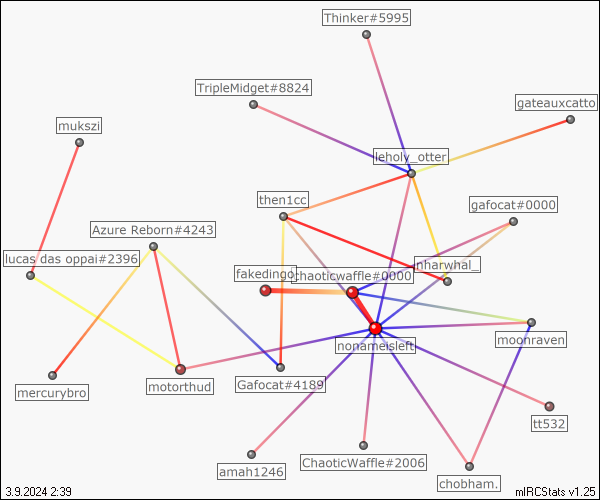 Thinker#5995
TripleMidget#8824
gateauxcatto
mukszi
leholy_otter
then1cc
gafocat#0000
Azure Reborn#4243
lucas das oppai#2396
fakedingo
chaoticwaffle#0000
nharwhal_
nonameisleft
moonraven
motorthud
Gafocat#4189
mercurybro
tt532
ChaoticWaffle#2006
amah1246
chobham.
3.9.2024 2:39
mIRCStats v1.25